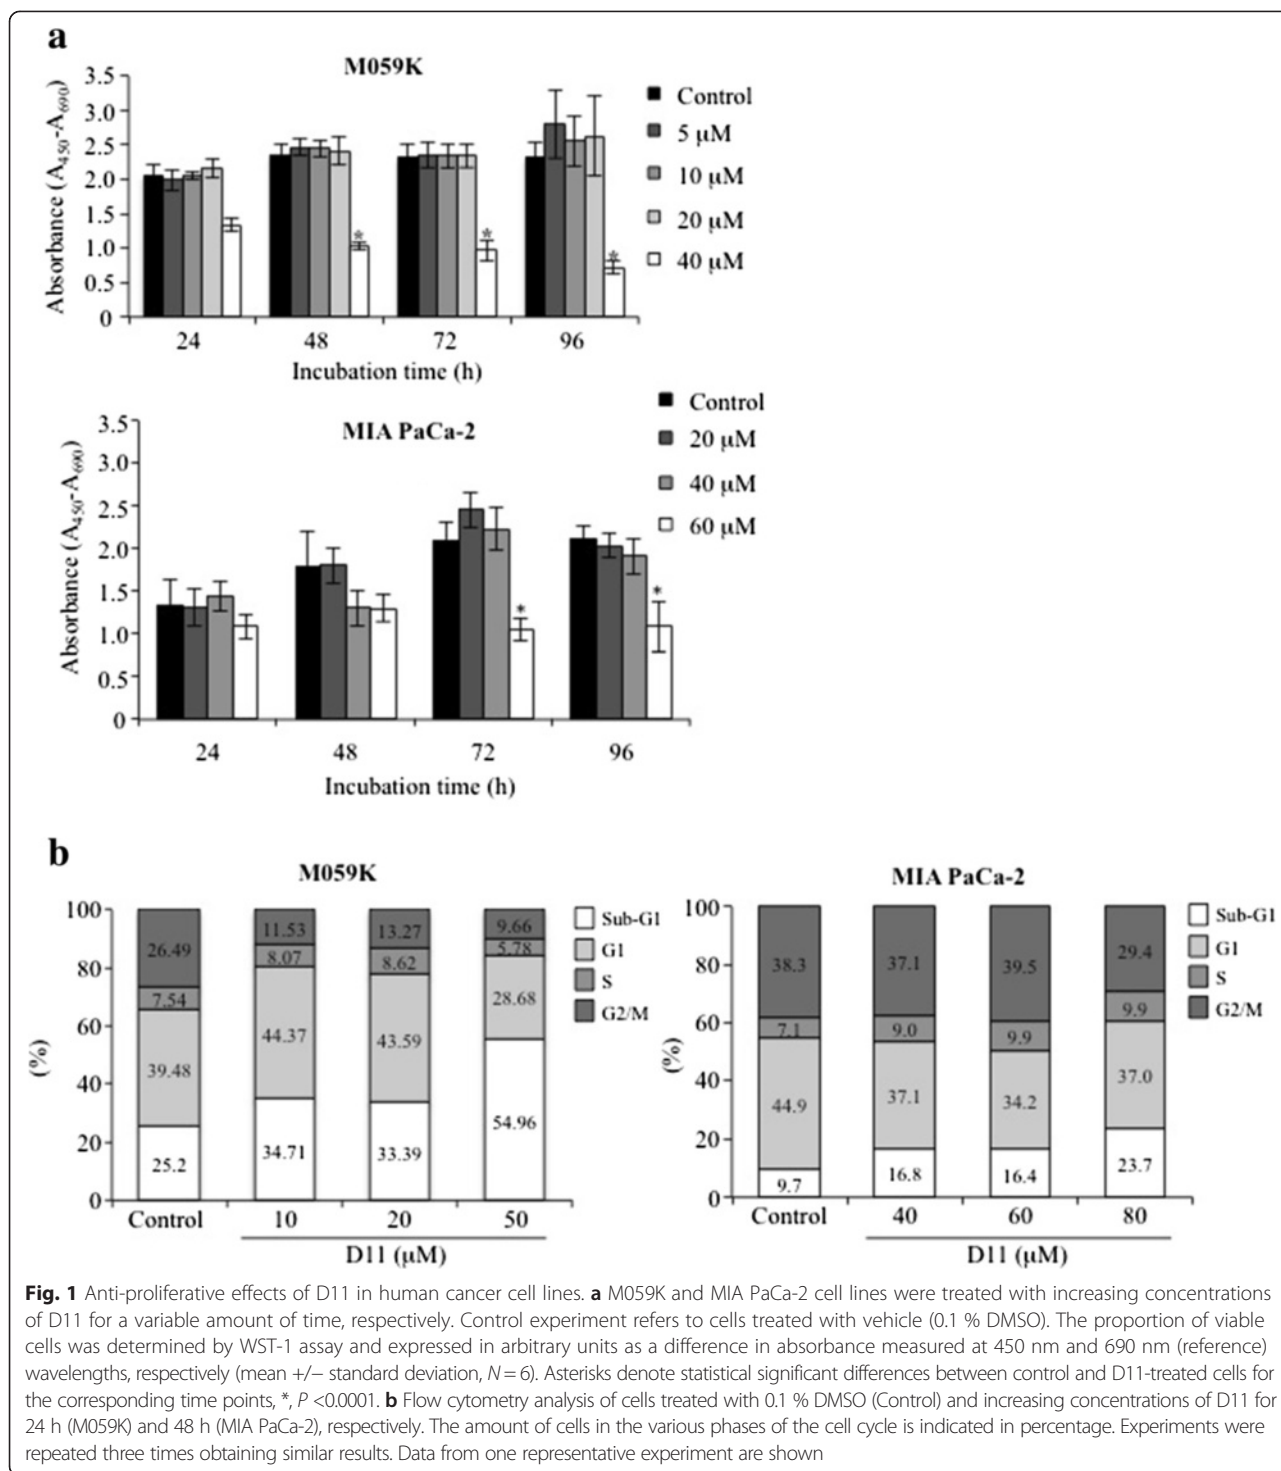 a
M059K
Absorbance (A450-A690)
3.5
3.0
2.5
2.0
1.5
1.0
0.5
0
* * *
24 48 72 96
Incubation time (h)
Control
5 µM
10 µM
20 µM
40 µM
MIA PaCa-2
Absorbance (A450-A690)
3.5
3.0
2.5
2.0
1.5
1.0
0.5
0
* *
24 48 72 96
Incubation time (h)
Control
20 µM
40 µM
60 µM
b
M059K
(%)
100
80
60
40
20
0
26.49 11.53 13.27 9.66
7.54 8.07 8.62 5.78
39.48 44.37 43.59 28.68
25.2 34.71 33.39 54.96
Control 10 20 50
D11 (µM)
Sub-G1
G1
S
G2/M
MIA PaCa-2
(%)
100
80
60
40
20
0
38.3 37.1 39.5 29.4
7.1 9.0 9.9 9.9
44.9 37.1 34.2 37.0
9.7 16.8 16.4 23.7
Control 40 60 80
D11 (µM)
Sub-G1
G1
S
G2/M
Fig. 1 Anti-proliferative effects of D11 in human cancer cell lines. a M059K and MIA PaCa-2 cell lines were treated with increasing concentrations
of D11 for a variable amount of time, respectively. Control experiment refers to cells treated with vehicle (0.1 % DMSO). The proportion of viable
cells was determined by WST-1 assay and expressed in arbitrary units as a difference in absorbance measured at 450 nm and 690 nm (reference)
wavelengths, respectively (mean +/− standard deviation, N = 6). Asterisks denote statistical significant differences between control and D11-treated cells for
the corresponding time points, *, P <0.0001. b Flow cytometry analysis of cells treated with 0.1 % DMSO (Control) and increasing concentrations of D11 for
24 h (M059K) and 48 h (MIA PaCa-2), respectively. The amount of cells in the various phases of the cell cycle is indicated in percentage. Experiments were
repeated three times obtaining similar results. Data from one representative experiment are shown